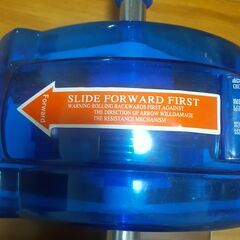 Forward
SLIDE FORWARD FIRST
WARNING ROLLING BACKWARDS FIRST AGAINST
THE DIRECTION OF ARROW WILLDAMAGE
THE RESISTANCE MECHANISM